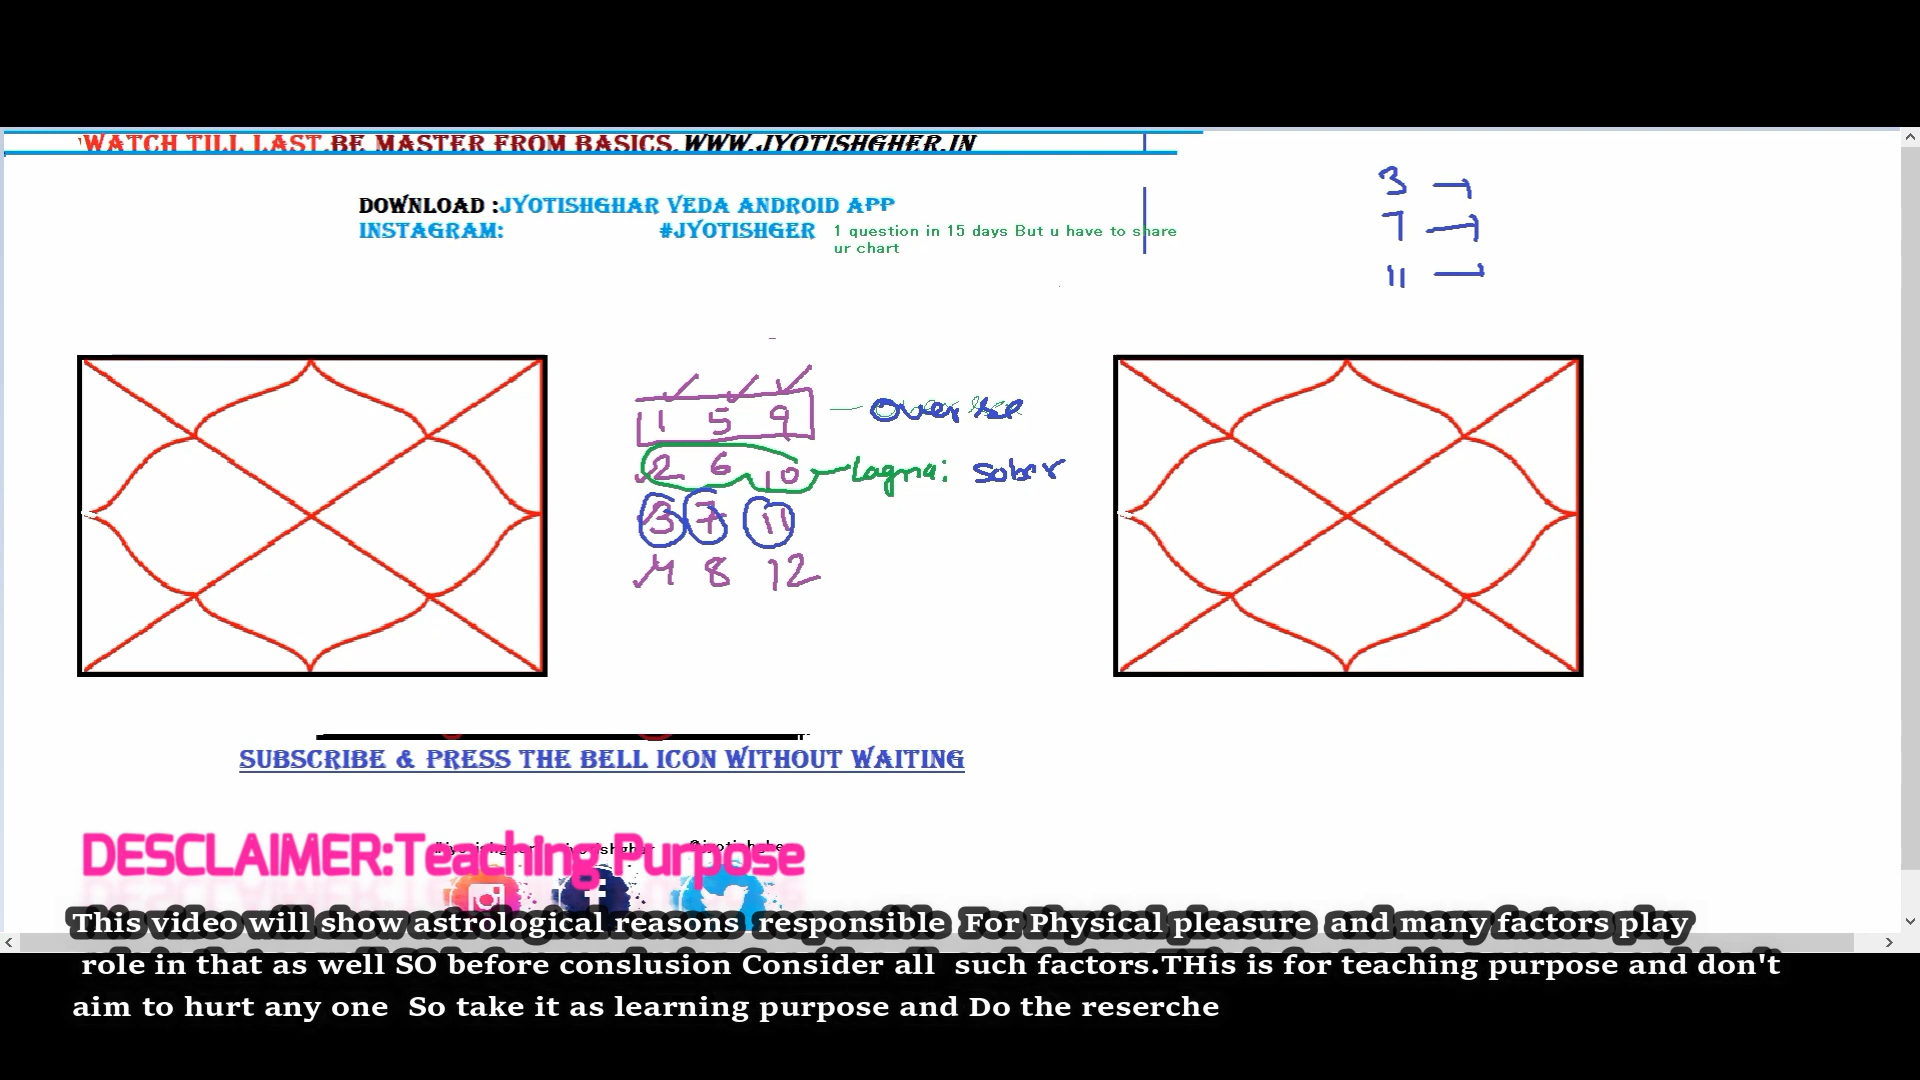 WATCH TILL LAST.BE MASTER FROM BASICS.WWW.JYOTISHGHER.IN
DOWNLOAD :JYOTISHGHAR VEDA ANDROID APP
INSTAGRAM: #JYOTISHGER
1 question in 15 days But u have to share
ur chart
3
7
11
1 5 9
2 6 10 Lagna: sober
3 7 11
4 8 12
SUBSCRIBE & PRESS THE BELL ICON WITHOUT WAITING
DESCLAIMER:Teaching Purpose
This video will show astrological reasons responsible For Physical pleasure and many factors play
role in that as well SO before conslusion Consider all such factors.THis is for teaching purpose and don't
aim to hurt any one So take it as learning purpose and Do the reserche